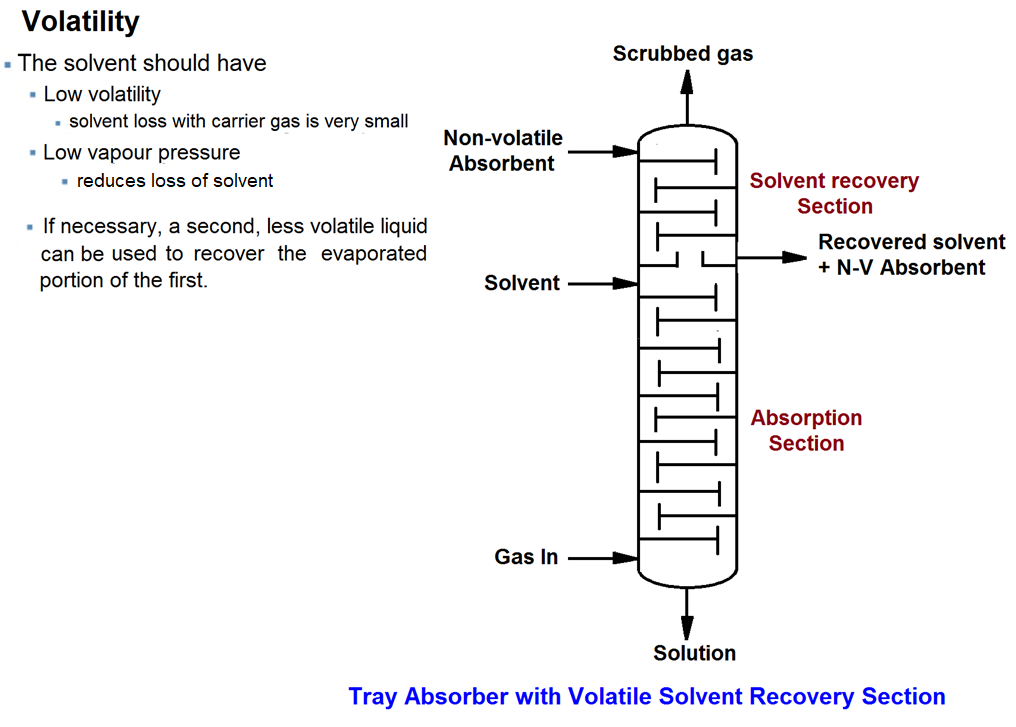 Volatility
The solvent should have
Low volatility
solvent loss with carrier gas is very small
Low vapour pressure
reduces loss of solvent
If necessary, a second, less volatile liquid
can be used to recover the evaporated
portion of the first.
Scrubbed gas
Non-volatile
Absorbent
Solvent recovery
Section
Recovered solvent
+ N-V Absorbent
Solvent
Absorption
Section
Gas In
Solution
Tray Absorber with Volatile Solvent Recovery Section